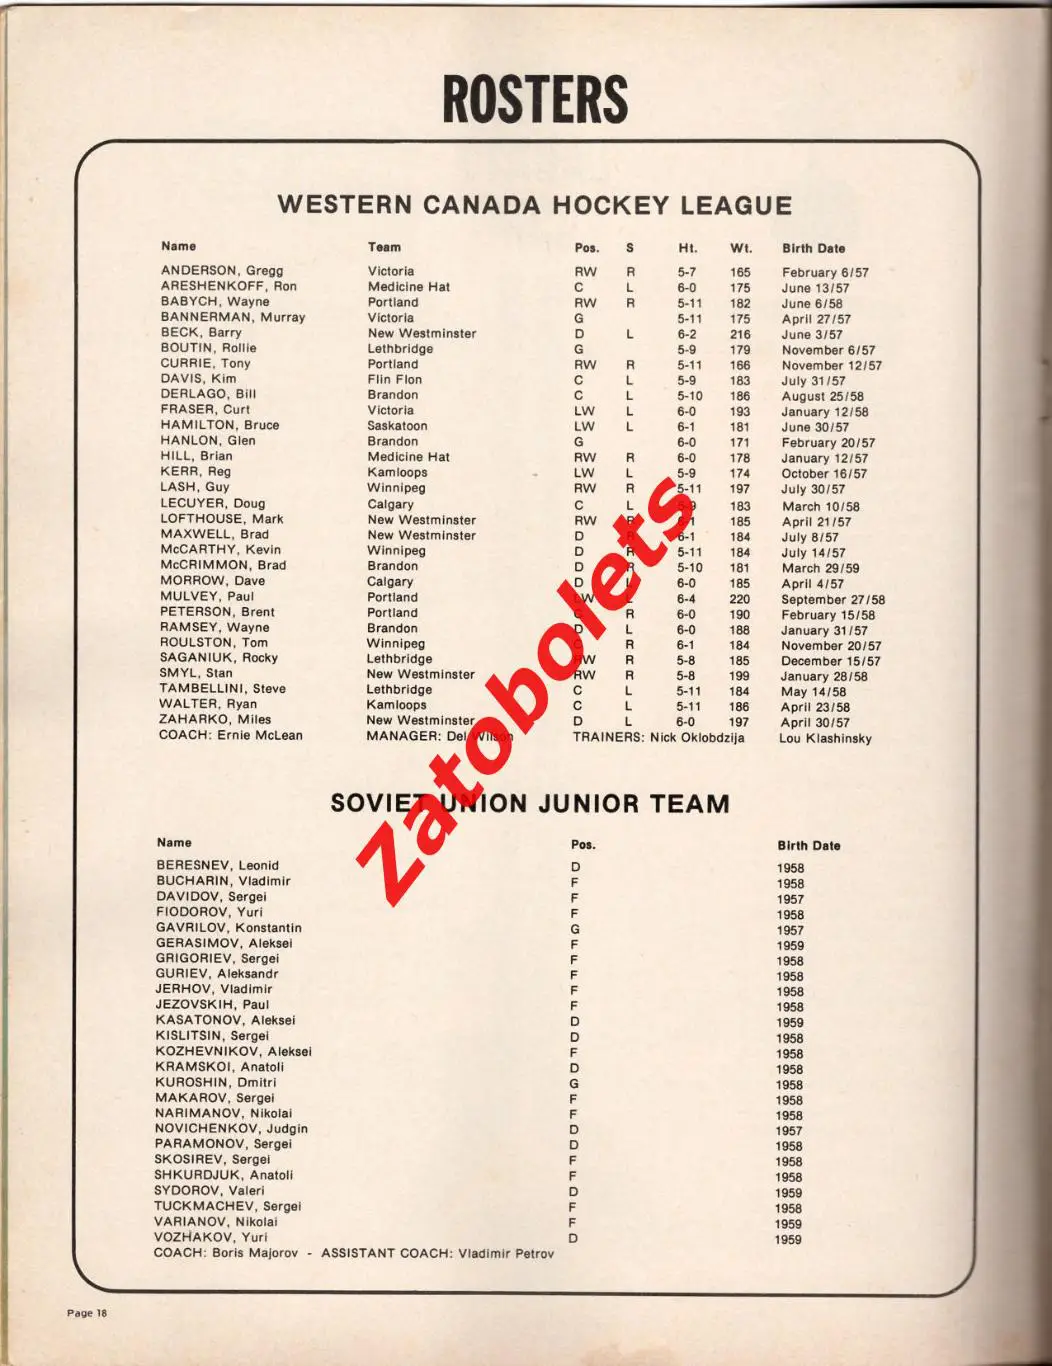 ROSTERS
WESTERN CANADA HOCKEY LEAGUE
Name Team Pos. S Ht. Wt. Birth Date
ANDERSON, Gregg Victoria RW R 5-7 165 February 6/57
ARESHENKOFF, Ron Medicine Hat C L 6-0 175 June 13/57
BABYCH, Wayne Portland RW R 5-11 182 June 6/58
BANNERMAN, Murray Victoria G 5-11 175 April 27/57
BECK, Barry New Westminster D L 6-2 216 June 3/57
BOUTIN, Rollie Lethbridge G 5-9 179 November 6/57
CURRIE, Tony Portland RW R 5-11 166 November 12/57
DAVIS, Kim Flin Flon C L 5-9 183 July 31/57
DERLAGO, Bill Brandon C L 5-10 186 August 25/58
FRASER, Curt Victoria LW L 6-0 193 January 12/58
HAMILTON, Bruce Saskatoon LW L 6-1 181 June 30/57
HANLON, Glen Brandon G 6-0 171 February 20/57
HILL, Brian Medicine Hat RW R 6-0 178 January 12/57
KERR, Reg Kamloops LW L 5-9 174 October 16/57
LASH, Guy Winnipeg RW R 5-11 197 July 30/57
LECUYER, Doug Calgary C L 5-9 183 March 10/58
LOFTHOUSE, Mark New Westminster RW R 6-1 185 April 21/57
MAXWELL, Brad New Westminster D R 6-1 184 July 8/57
McCARTHY, Kevin Winnipeg D R 5-11 184 July 14/57
McCRIMMON, Brad Brandon D R 5-10 181 March 29/59
MORROW, Dave Calgary D L 6-0 185 April 4/57
MULVEY, Paul Portland LW L 6-4 220 September 27/58
PETERSON, Brent Portland C R 6-0 190 February 15/58
RAMSEY, Wayne Brandon D L 6-0 188 January 31/57
ROULSTON, Tom Winnipeg C R 6-1 184 November 20/57
SAGANIUK, Rocky Lethbridge RW R 5-8 185 December 15/57
SMYL, Stan New Westminster RW R 5-8 199 January 28/58
TAMBELLINI, Steve Lethbridge C L 5-11 184 May 14/58
WALTER, Ryan Kamloops C L 5-11 186 April 23/58
ZAHARKO, Miles New Westminster D L 6-0 197 April 30/57
COACH: Ernie McLean MANAGER: Del Wilson TRAINERS: Nick Oklobdzija Lou Klashinsky
SOVIET UNION JUNIOR TEAM
Name Pos. Birth Date
BERESNEV, Leonid D 1958
BUCHARIN, Vladimir F 1958
DAVIDOV, Sergei F 1957
FIODOROV, Yuri F 1958
GAVRILOV, Konstantin G 1957
GERASIMOV, Aleksei F 1959
GRIGORIEV, Sergei F 1958
GURIEV, Aleksandr F 1958
JERHOV, Vladimir F 1958
JEZOVSKIH, Paul F 1958
KASATONOV, Aleksei D 1959
KISLITSIN, Sergei D 1958
KOZHEVNIKOV, Aleksei F 1958
KRAMSKOI, Anatoli D 1958
KUROSHIN, Dmitri G 1958
MAKAROV, Sergei F 1958
NARIMANOV, Nikolai F 1958
NOVICHENKOV, Judgin D 1957
PARAMONOV, Sergei D 1958
SKOSIREV, Sergei F 1958
SHKURDJUK, Anatoli F 1958
SYDOROV, Valeri D 1959
TUCKMACHEV, Sergei F 1958
VARIANOV, Nikolai F 1959
VOZHAKOV, Yuri D 1959
COACH: Boris Majorov - ASSISTANT COACH: Vladimir Petrov
Page 18
Zatobolets